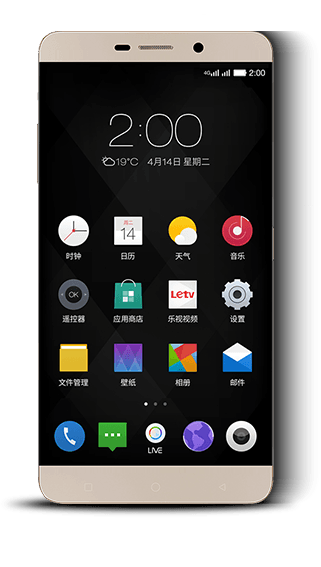 4G 2:00
2:00
19°C 4月14日 星期二
周二
14
时钟 日历 天气 音乐
OK
Letv
遥控器 应用商店 乐视视频 设置
文件管理 壁纸 相册 邮件
LIVE